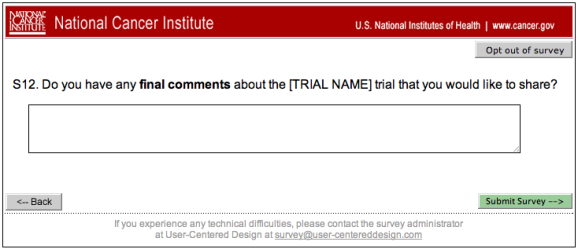 NATIONAL
CANCER
INSTITUTE
National Cancer Institute
U.S. National Institutes of Health | www.cancer.gov
Opt out of survey
S12. Do you have any final comments about the [TRIAL NAME] trial that you would like to share?
<-- Back
Submit Survey -->
If you experience any technical difficulties, please contact the survey administrator
at User-Centered Design at survey@user-centereddesign.com